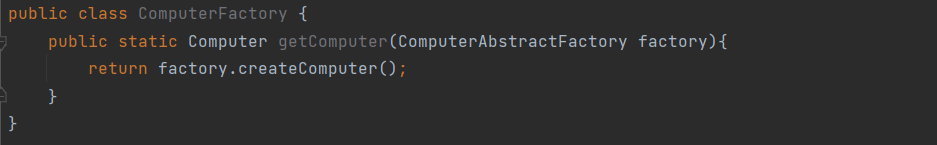 public class ComputerFactory {
    public static Computer getComputer(ComputerAbstractFactory factory){
        return factory.createComputer();
    }
}